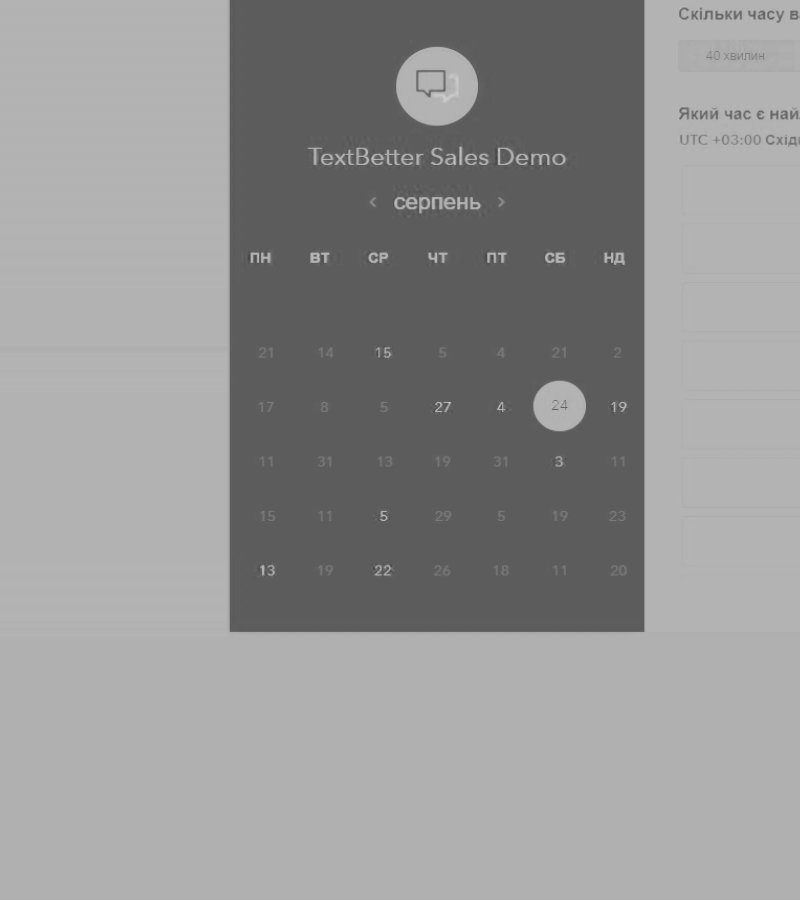 Скільки часу в
40 хвилин
Який час є най
UTC +03:00 Східн
TextBetter Sales Demo
серпень
ПН ВТ СР ЧТ ПТ СБ НД
21 14 15 5 4 21 2
17 8 5 27 4 24 19
11 31 13 19 31 3 11
15 11 5 29 5 19 23
13 19 22 26 18 11 20